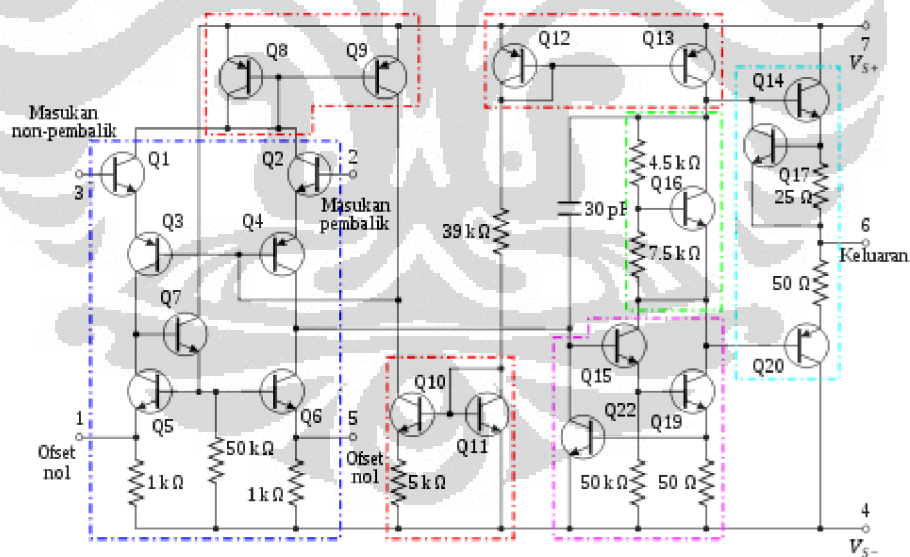 Q8
Q9
Q12
Q13
7
V_S+
Q14
Masukan
non-pembalik
Q1
Q2
2
3
Masukan
pembalik
4.5 kΩ
Q16
Q17
25 Ω
Q3
Q4
39 kΩ
30 pF
7.5 kΩ
6
Keluaran
50 Ω
Q7
Q15
Q20
Q5
Q6
Q10
Q11
Q22
Q19
1
Ofset
nol
5
Ofset
nol
50 kΩ
1 kΩ
1 kΩ
5 kΩ
50 kΩ
50 Ω
4
V_S−